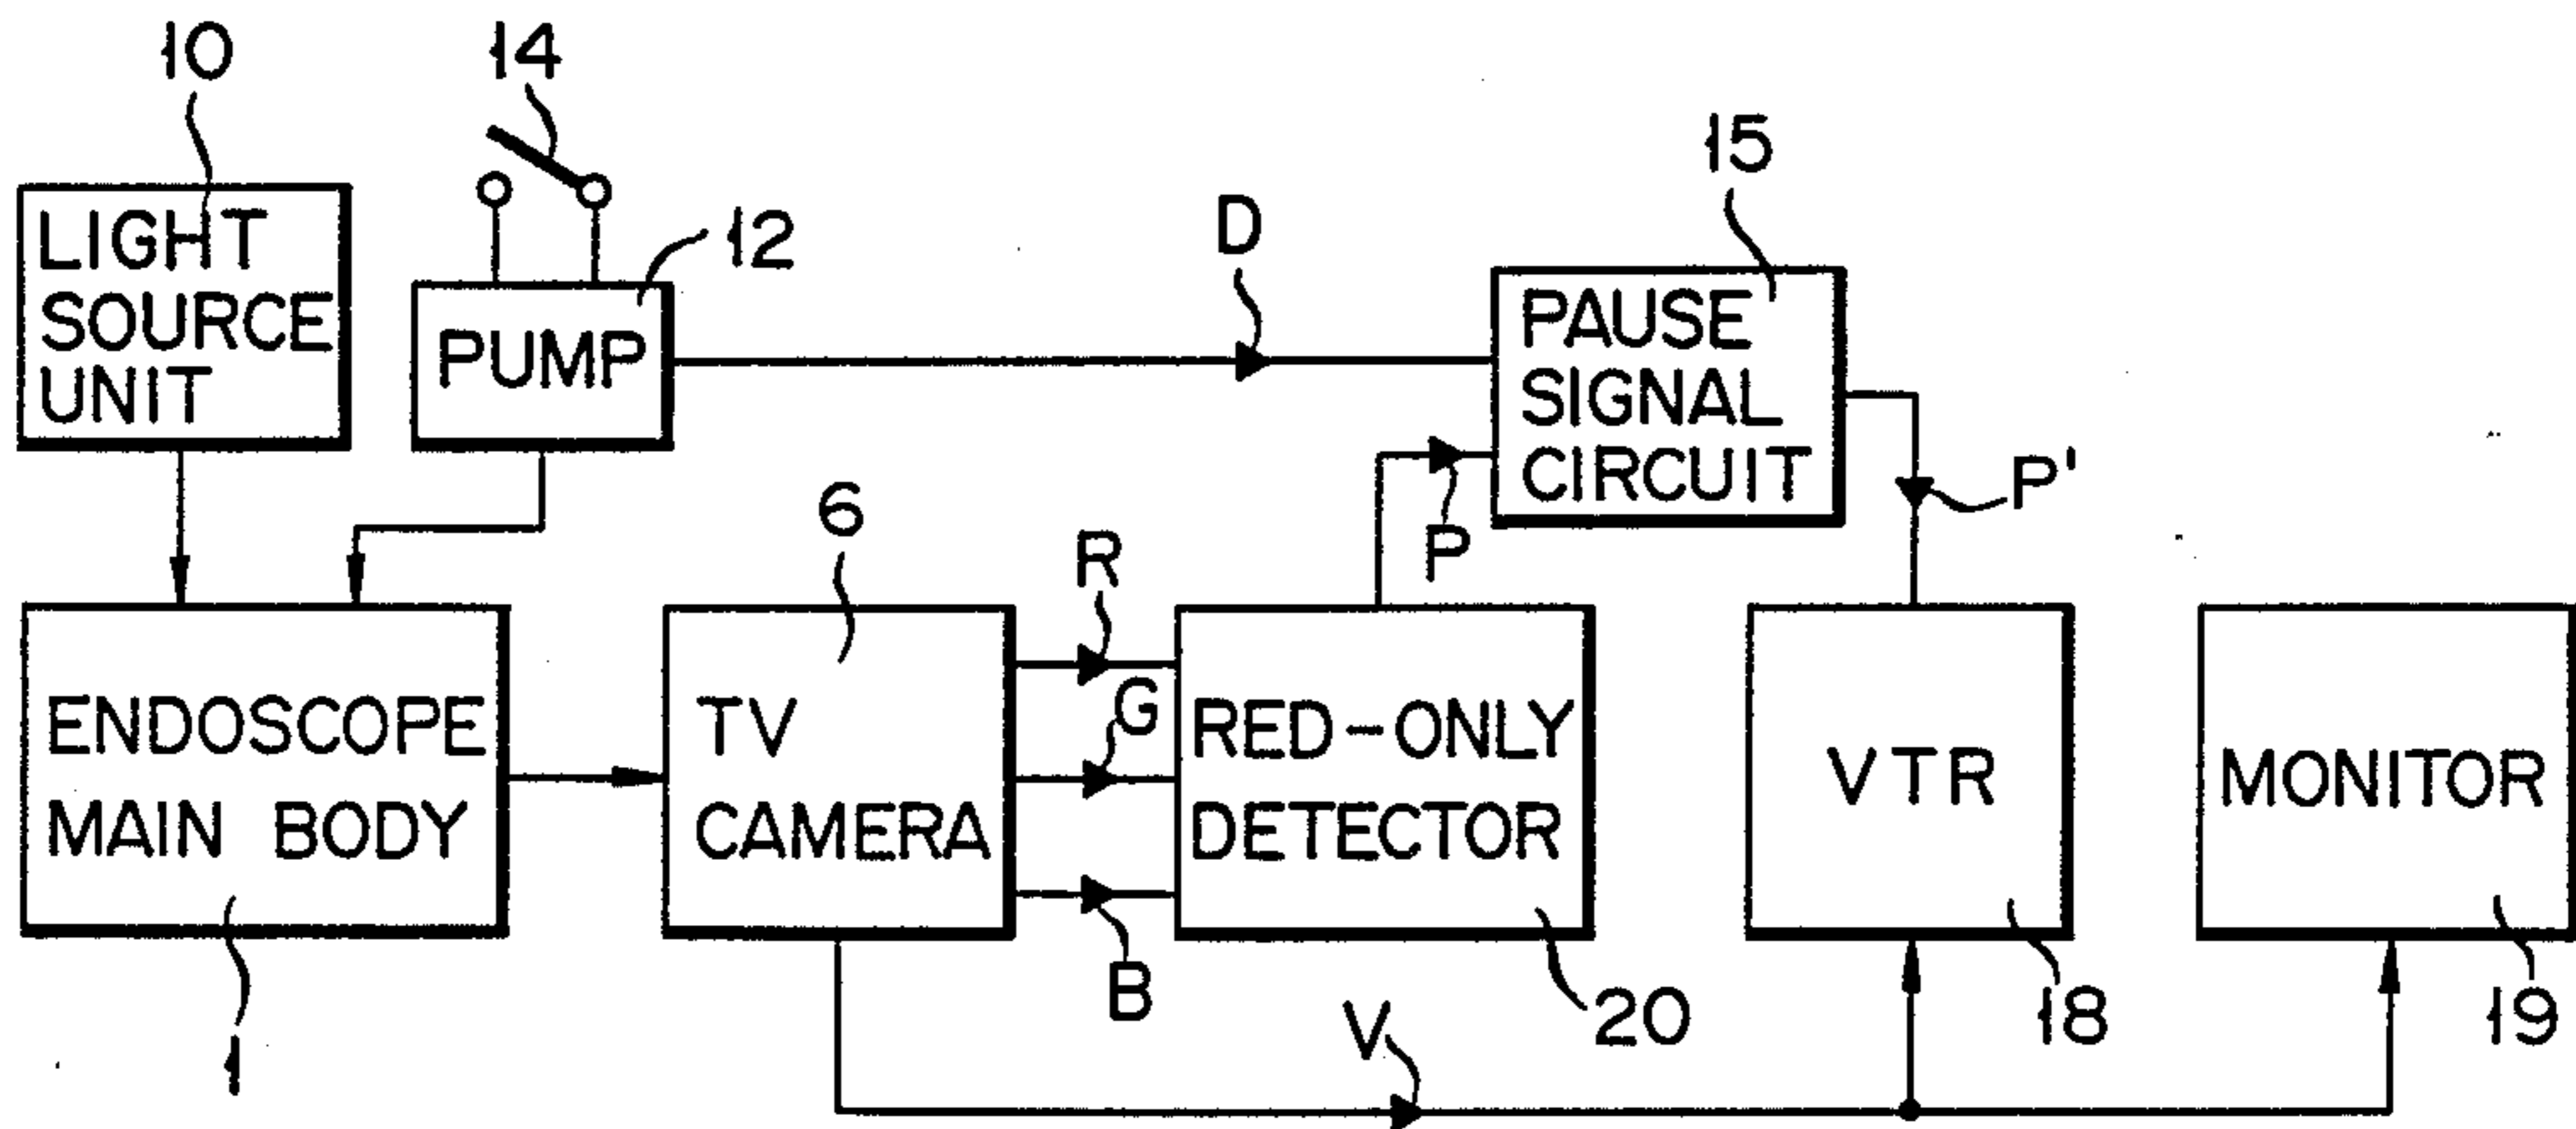 10
14
15
LIGHT
SOURCE
UNIT
12
PUMP
D
PAUSE
SIGNAL
CIRCUIT
P
P'
6
R
G
B
ENDOSCOPE
MAIN BODY
TV
CAMERA
RED-ONLY
DETECTOR
VTR
MONITOR
1
V
20
18
19